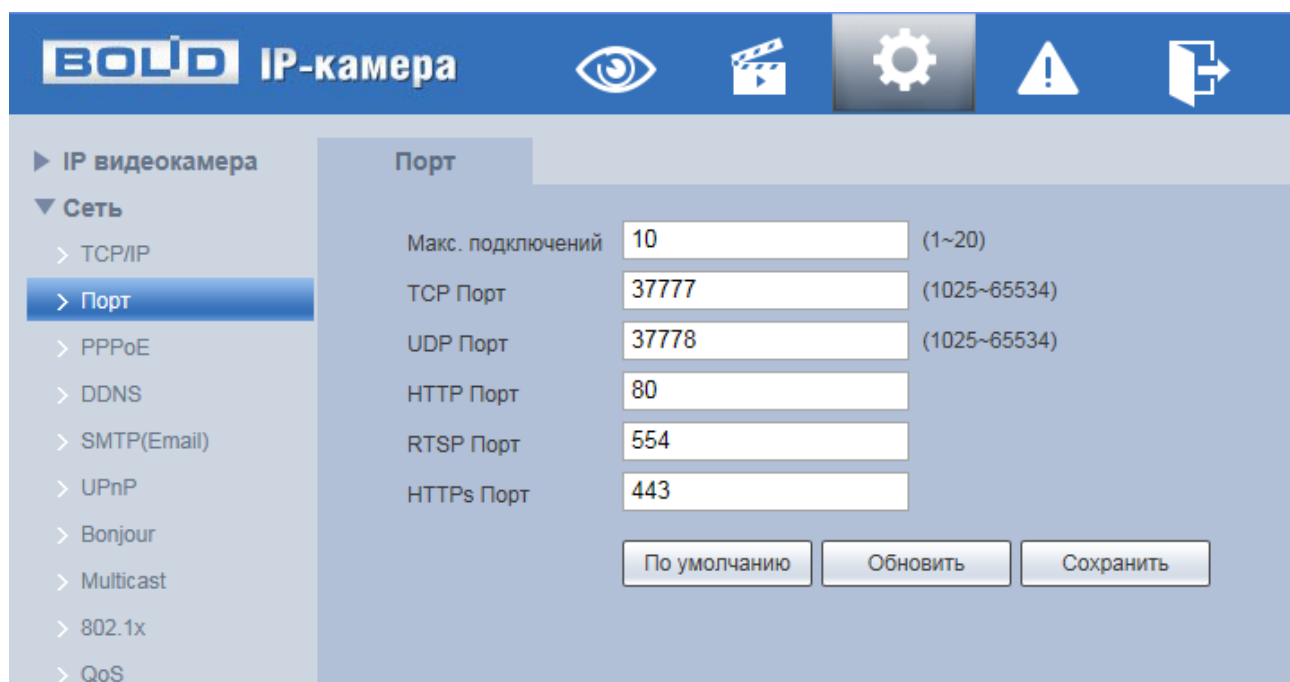 BOLID IP-камера
IP видеокамера
Сеть
TCP/IP
Порт
PPPoE
DDNS
SMTP(Email)
UPnP
Bonjour
Multicast
802.1x
QoS
Порт
Макс. подключений 10 (1~20)
TCP Порт 37777 (1025~65534)
UDP Порт 37778 (1025~65534)
HTTP Порт 80
RTSP Порт 554
HTTPs Порт 443
По умолчанию Обновить Сохранить